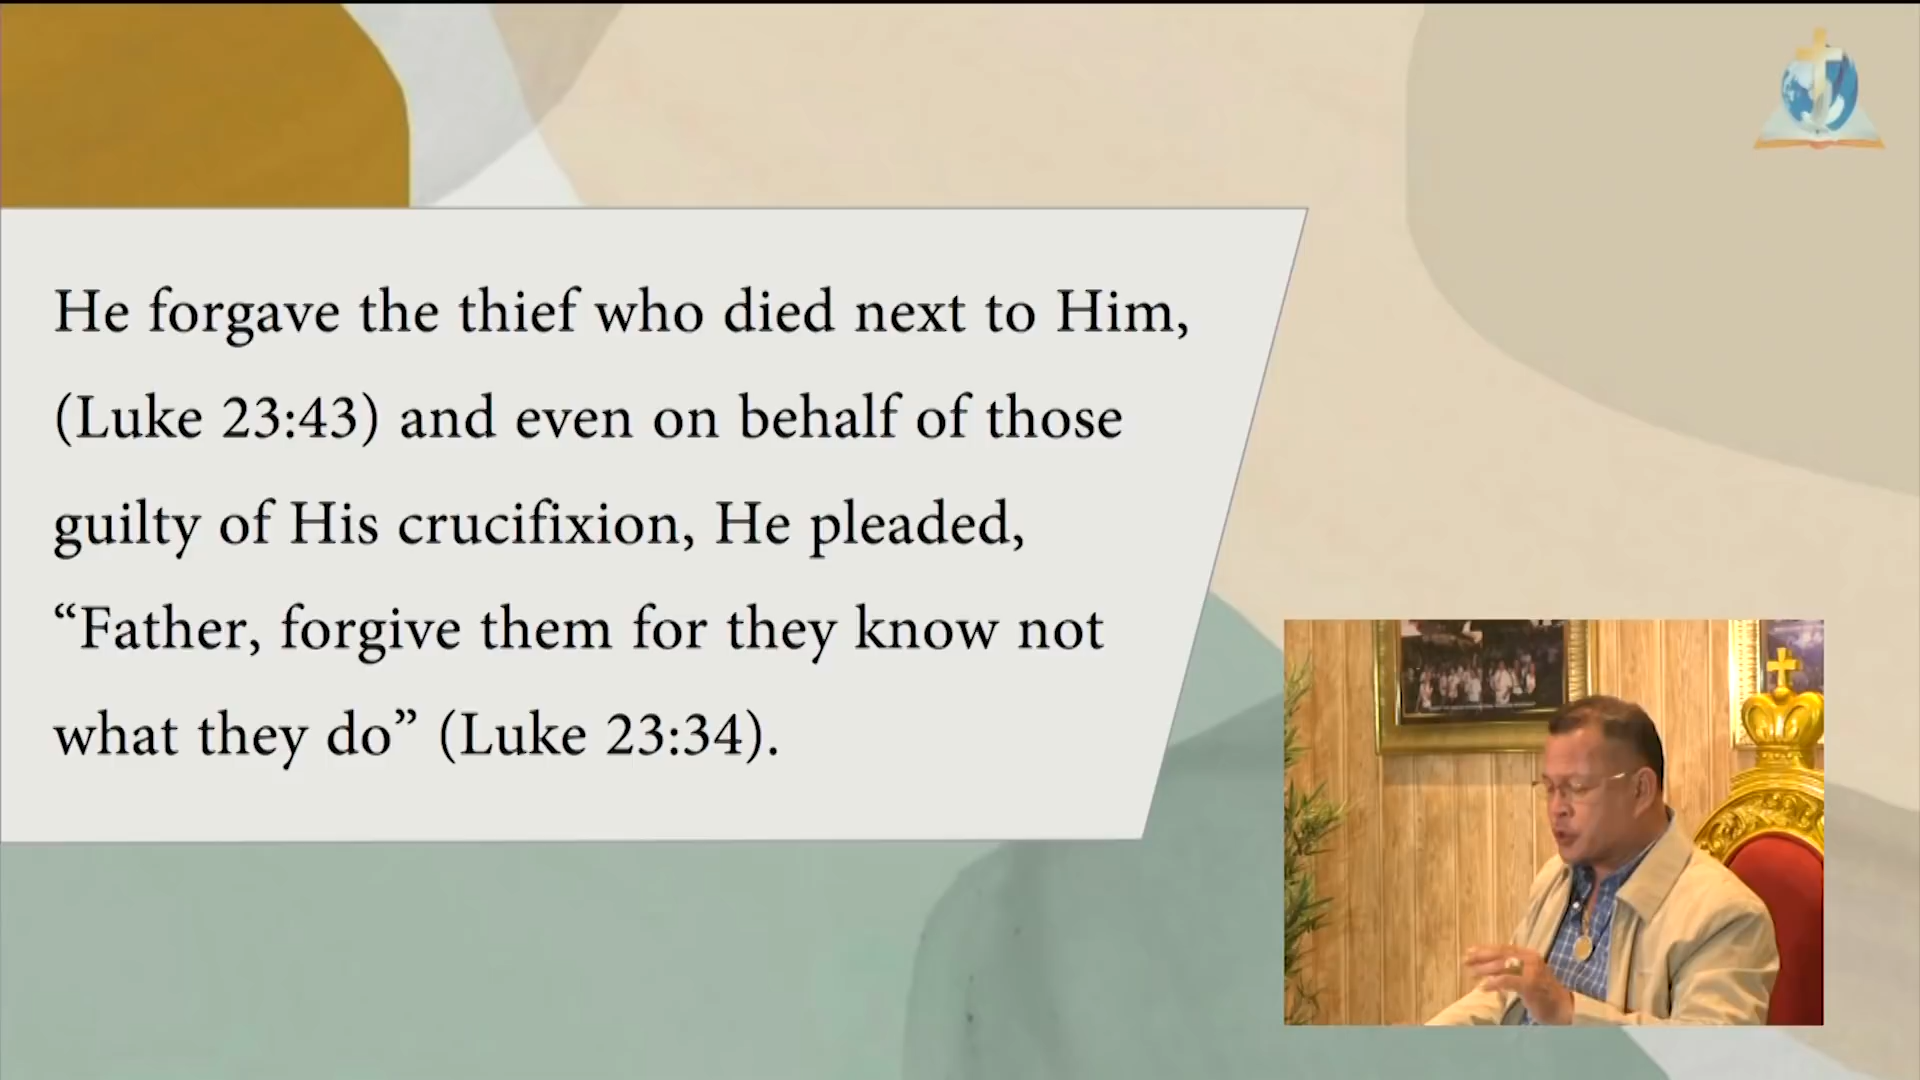 He forgave the thief who died next to Him,
(Luke 23:43) and even on behalf of those
guilty of His crucifixion, He pleaded,
“Father, forgive them for they know not
what they do” (Luke 23:34).